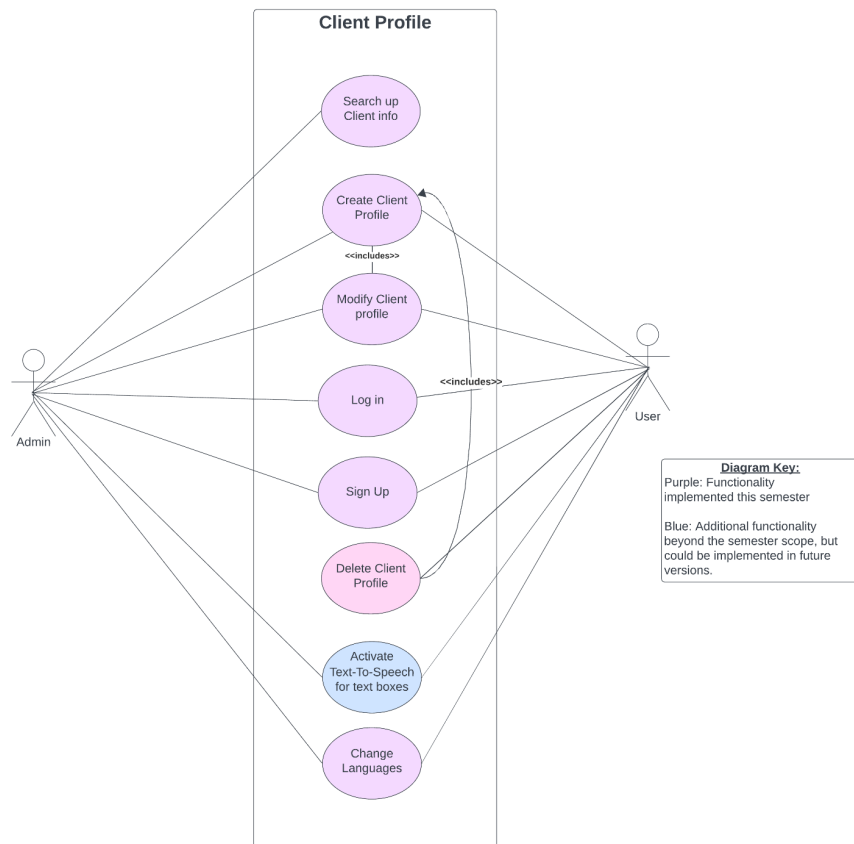 Client Profile
Search up
Client info
Create Client
Profile
<<includes>>
Modify Client
profile
<<includes>>
Log in
Admin
User
Sign Up
Diagram Key:
Purple: Functionality
implemented this semester
Blue: Additional functionality
beyond the semester scope, but
could be implemented in future
versions.
Delete Client
Profile
Activate
Text-To-Speech
for text boxes
Change
Languages